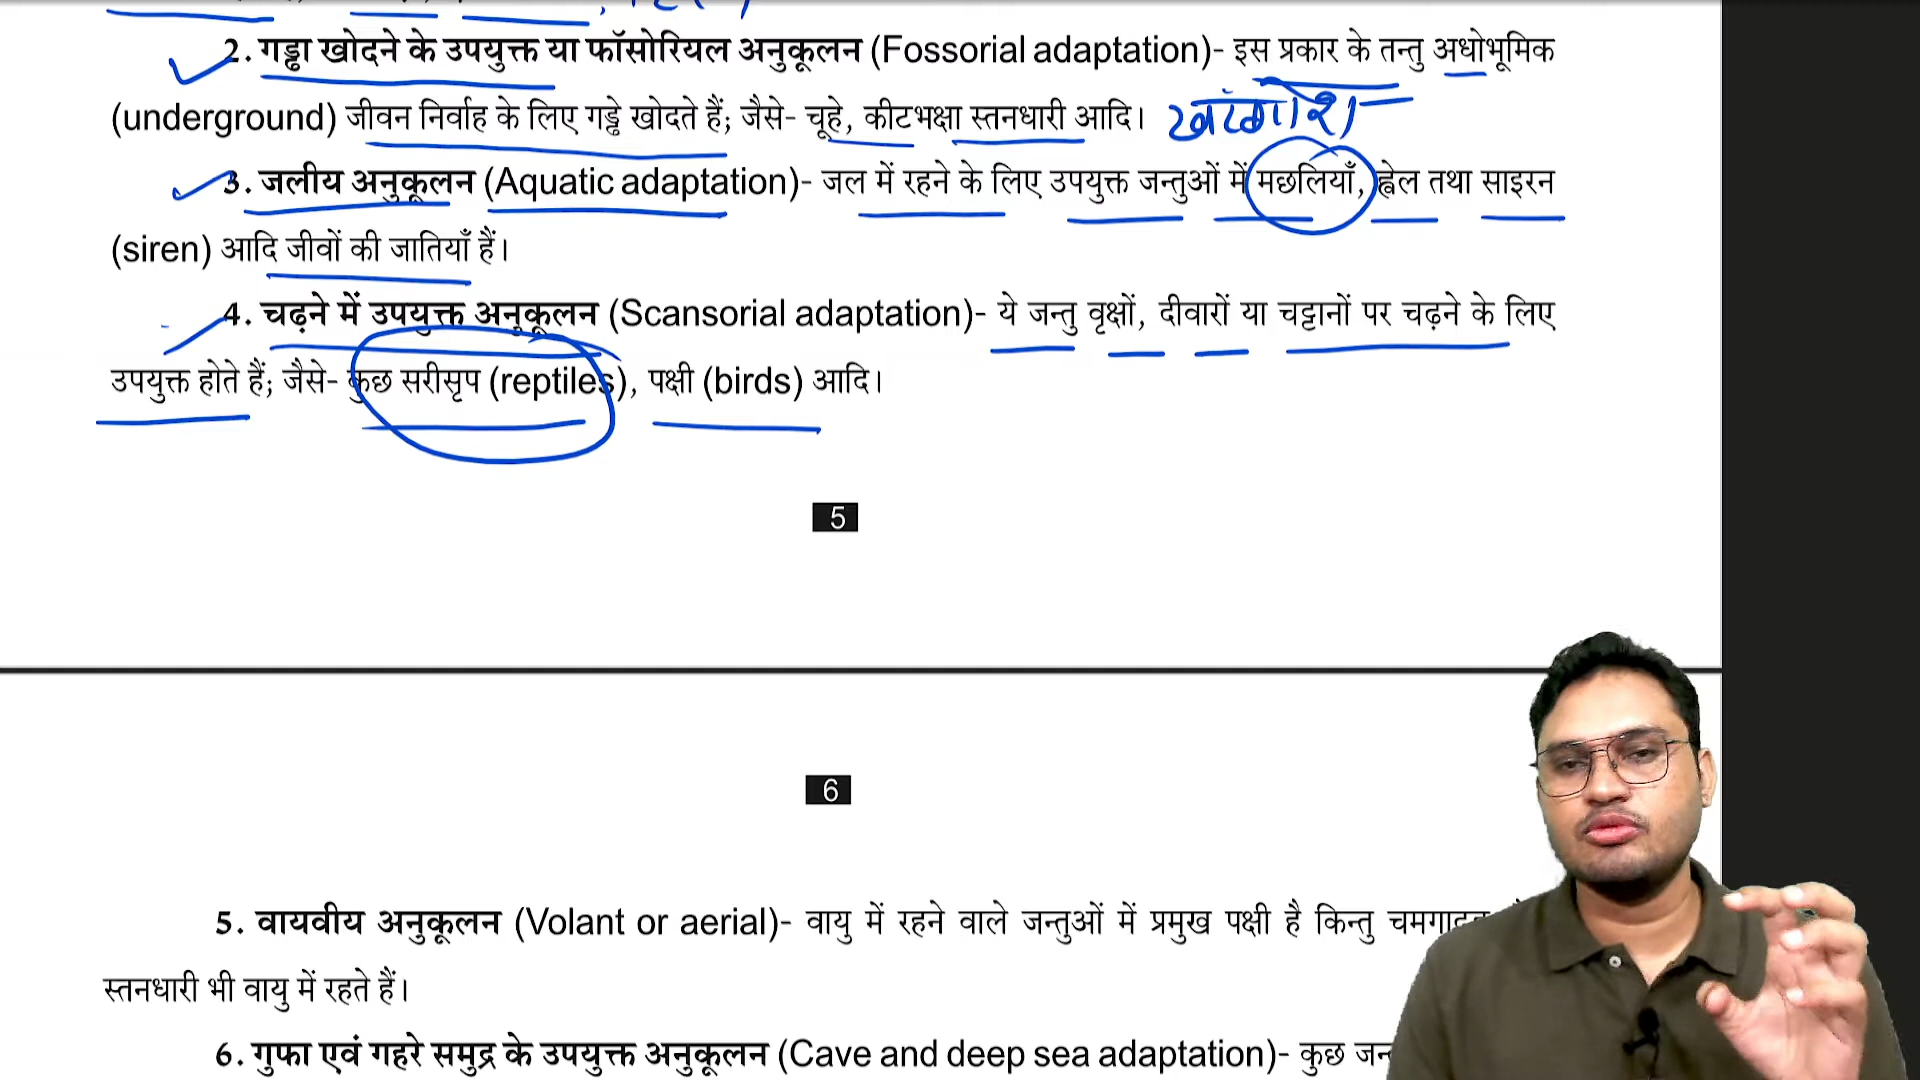 2. गड्ढा खोदने के उपयुक्त या फॉसोरियल अनुकूलन (Fossorial adaptation)- इस प्रकार के तन्तु अधोभूमिक
(underground) जीवन निर्वाह के लिए गड्ढे खोदते हैं; जैसे- चूहे, कीटभक्षा स्तनधारी आदि। खरगोश
3. जलीय अनुकूलन (Aquatic adaptation)- जल में रहने के लिए उपयुक्त जन्तुओं में मछलियाँ, ह्वेल तथा साइरन
(siren) आदि जीवों की जातियाँ हैं।
4. चढ़ने में उपयुक्त अनुकूलन (Scansorial adaptation)- ये जन्तु वृक्षों, दीवारों या चट्टानों पर चढ़ने के लिए
उपयुक्त होते हैं; जैसे- कुछ सरीसृप (reptiles), पक्षी (birds) आदि।
5
6
5. वायवीय अनुकूलन (Volant or aerial)- वायु में रहने वाले जन्तुओं में प्रमुख पक्षी है किन्तु
स्तनधारी भी वायु में रहते हैं।
6. गुफा एवं गहरे समुद्र के उपयुक्त अनुकूलन (Cave and deep sea adaptation)- कुछ